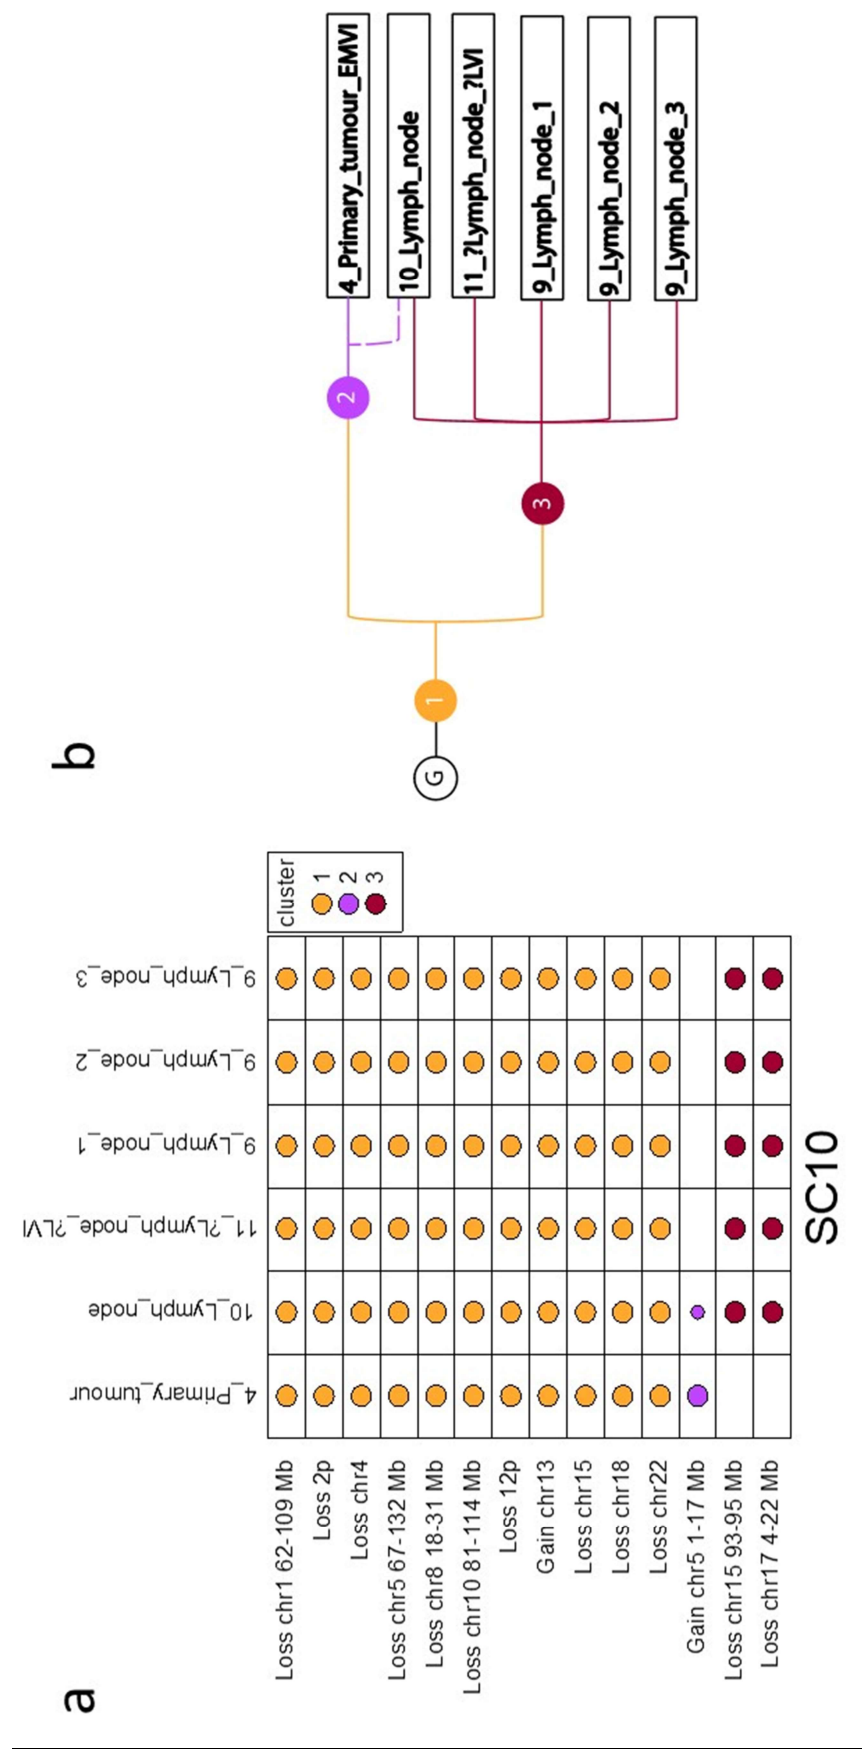 a
4_Primary_tumour
10_Lymph_node
11_?Lymph_node_?LVI
9_Lymph_node_1
9_Lymph_node_2
9_Lymph_node_3
Loss chr1 62-109 Mb
Loss 2p
Loss chr4
Loss chr5 67-132 Mb
Loss chr8 18-31 Mb
Loss chr10 81-114 Mb
Loss 12p
Gain chr13
Loss chr15
Loss chr18
Loss chr22
Gain chr5 1-17 Mb
Loss chr15 93-95 Mb
Loss chr17 4-22 Mb
cluster
1
2
3
SC10
b
G
1
2
3
4_Primary_tumour_EMVI
10_Lymph_node
11_?Lymph_node_?LVI
9_Lymph_node_1
9_Lymph_node_2
9_Lymph_node_3